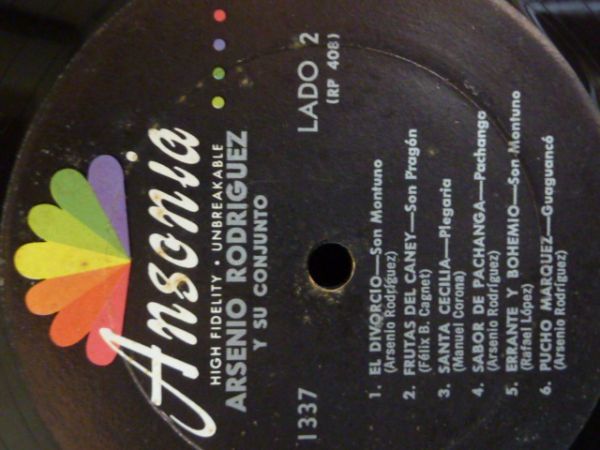 Ansonia
HIGH FIDELITY • UNBREAKABLE
ARSENIO RODRIGUEZ
Y SU CONJUNTO
1337
LADO 2
(RP 408)
1. EL DIVORCIO—Son Montuno
(Arsenio Rodríguez)
2. FRUTAS DEL CANEY—Son Pragón
(Félix B. Cagnet)
3. SANTA CECILIA—Plegaria
(Manuel Corona)
4. SABOR DE PACHANGA—Pachanga
(Arsenio Rodríguez)
5. ERRANTE Y BOHEMIO—Son Montuno
(Rafael López)
6. PUCHO MARQUEZ—Guaguancó
(Arsenio Rodríguez)